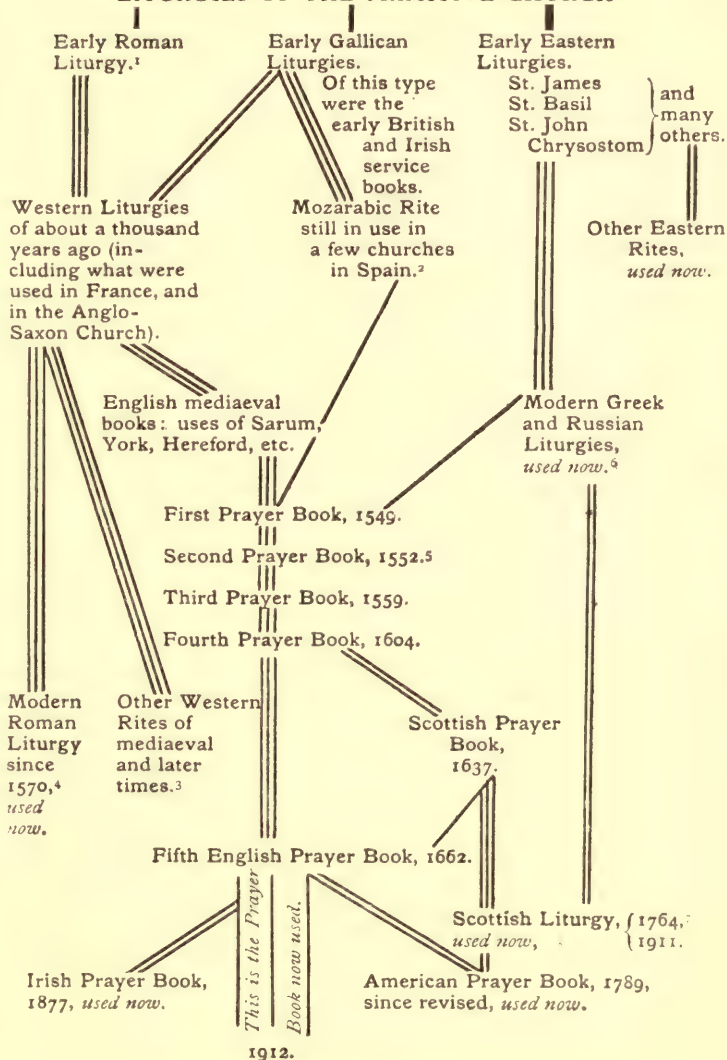 Early Roman
Liturgy.¹
Early Gallican
Liturgies.
Of this type
were the
early British
and Irish
service
books.
Early Eastern
Liturgies.
St. James
St. Basil
St. John
Chrysostom
and
many
others.
Western Liturgies
of about a thousand
years ago (in-
cluding what were
used in France, and
in the Anglo-
Saxon Church).
Mozarabic Rite
still in use in
a few churches
in Spain.²
Other Eastern
Rites,
used now.
English mediaeval
books: uses of Sarum,
York, Hereford, etc.
Modern Greek
and Russian
Liturgies,
used now.⁶
First Prayer Book, 1549.
Second Prayer Book, 1552.⁵
Third Prayer Book, 1559.
Fourth Prayer Book, 1604.
Modern
Roman
Liturgy
since
1570,⁴
used
now.
Other Western
Rites of
mediaeval
and later
times.³
Scottish Prayer
Book,
1637.
Fifth English Prayer Book, 1662.
This is the Prayer
Book now used.
Scottish Liturgy, { 1764,
used now, { 1911.
Irish Prayer Book,
1877, used now.
American Prayer Book, 1789,
since revised, used now.
1912.